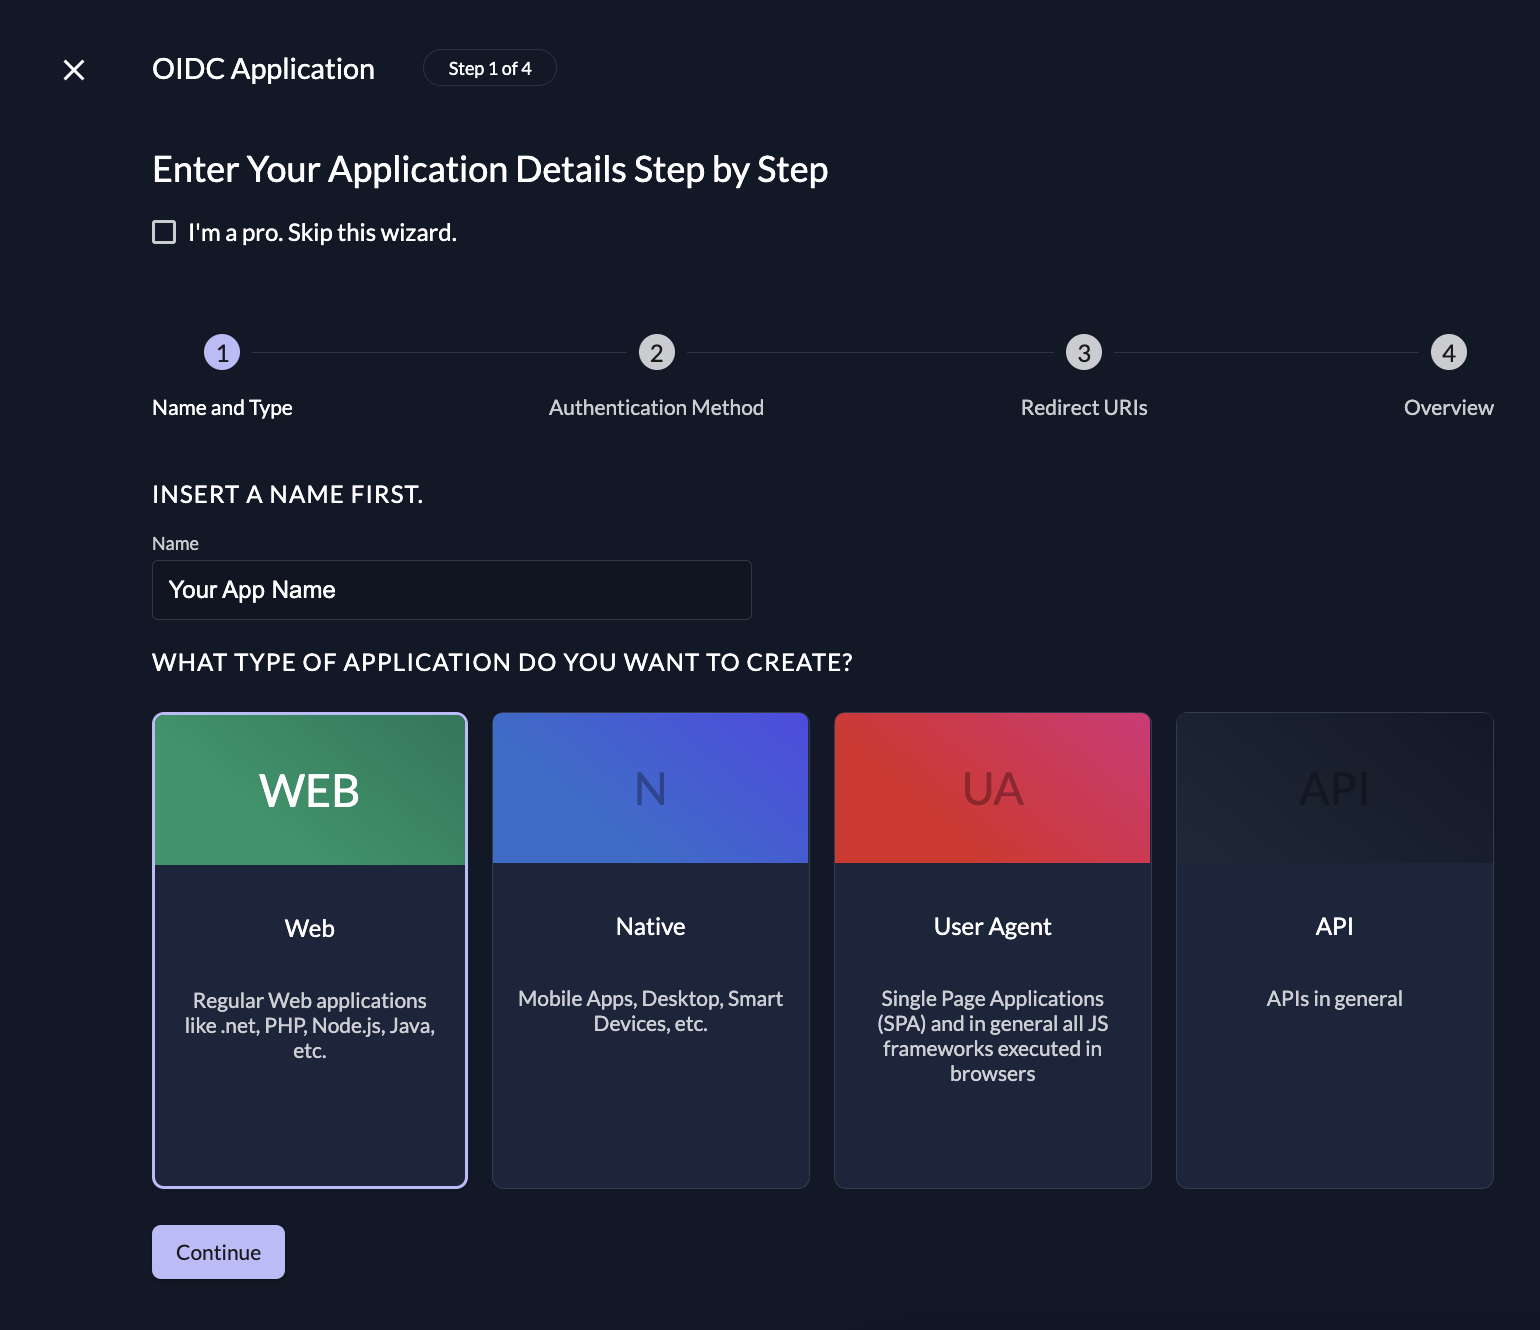 OIDC Application
Step 1 of 4
Enter Your Application Details Step by Step
I'm a pro. Skip this wizard.
1
2
3
4
Name and Type
Authentication Method
Redirect URIs
Overview
INSERT A NAME FIRST.
Name
Your App Name
WHAT TYPE OF APPLICATION DO YOU WANT TO CREATE?
WEB
Web
Regular Web applications
like .net, PHP, Node.js, Java,
etc.
N
Native
Mobile Apps, Desktop, Smart
Devices, etc.
UA
User Agent
Single Page Applications
(SPA) and in general all JS
frameworks executed in
browsers
API
API
APIs in general
Continue